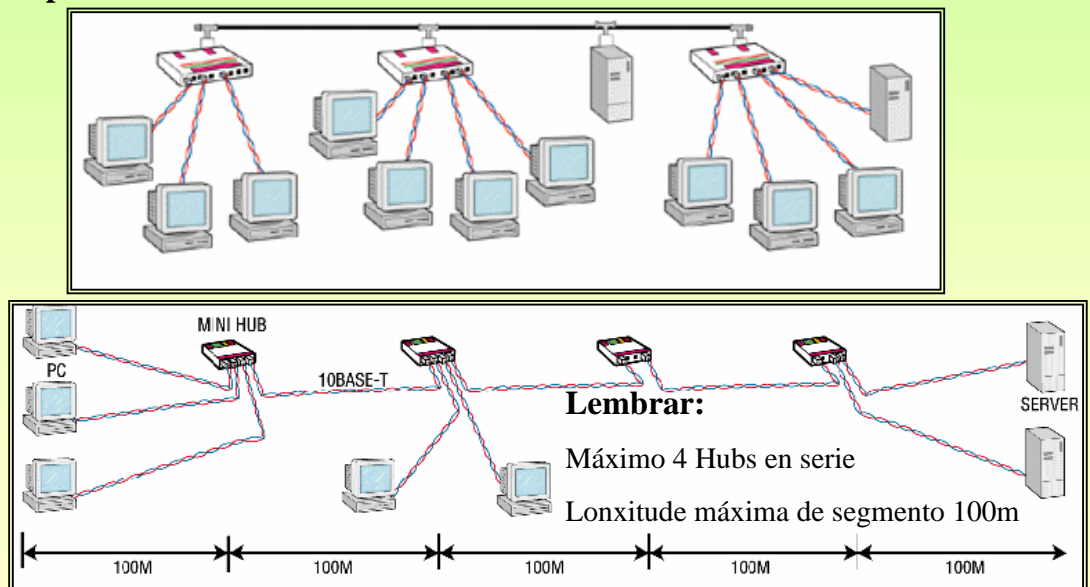 MINI HUB
PC
10BASE-T
SERVER
Lembrar:
Máximo 4 Hubs en serie
Lonxitude máxima de segmento 100m
100M 100M 100M 100M 100M